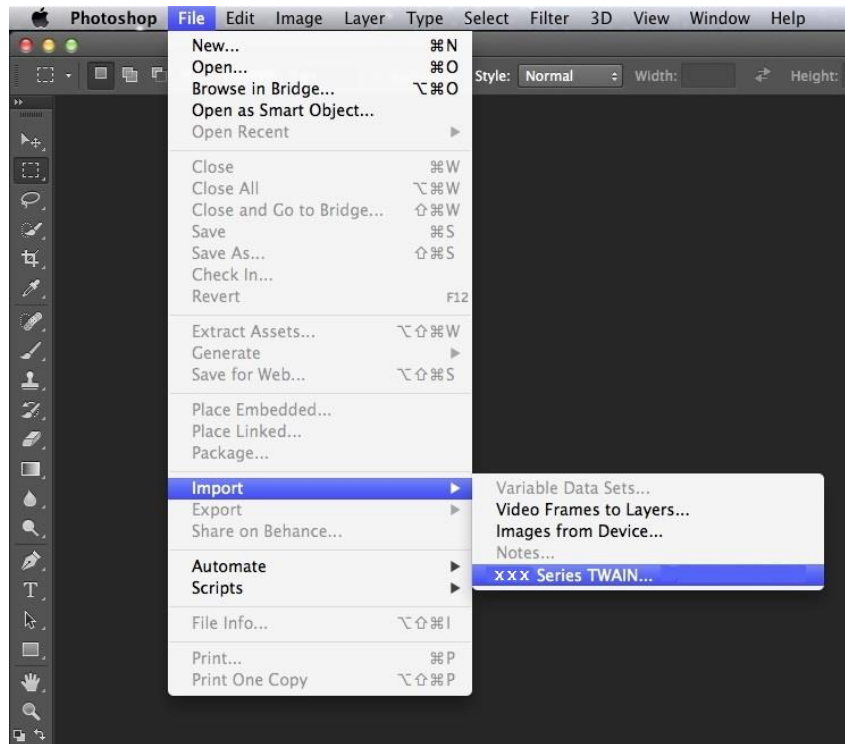 Photoshop File Edit Image Layer Type Select Filter 3D View Window Help
New... ⌘N
Open... ⌘O
Style: Normal Width: Height:
Browse in Bridge... ⌥⌘O
Open as Smart Object...
Open Recent
Close ⌘W
Close All ⌥⌘W
Close and Go to Bridge... ⇧⌘W
Save ⌘S
Save As... ⇧⌘S
Check In...
Revert F12
Extract Assets... ⌥⇧⌘W
Generate
Save for Web... ⌥⇧⌘S
Place Embedded...
Place Linked...
Package...
Import
Variable Data Sets...
Export
Video Frames to Layers...
Share on Behance...
Images from Device...
Notes...
Automate
xxx Series TWAIN...
Scripts
File Info... ⌥⇧⌘I
Print... ⌘P
Print One Copy ⌥⇧⌘P
T